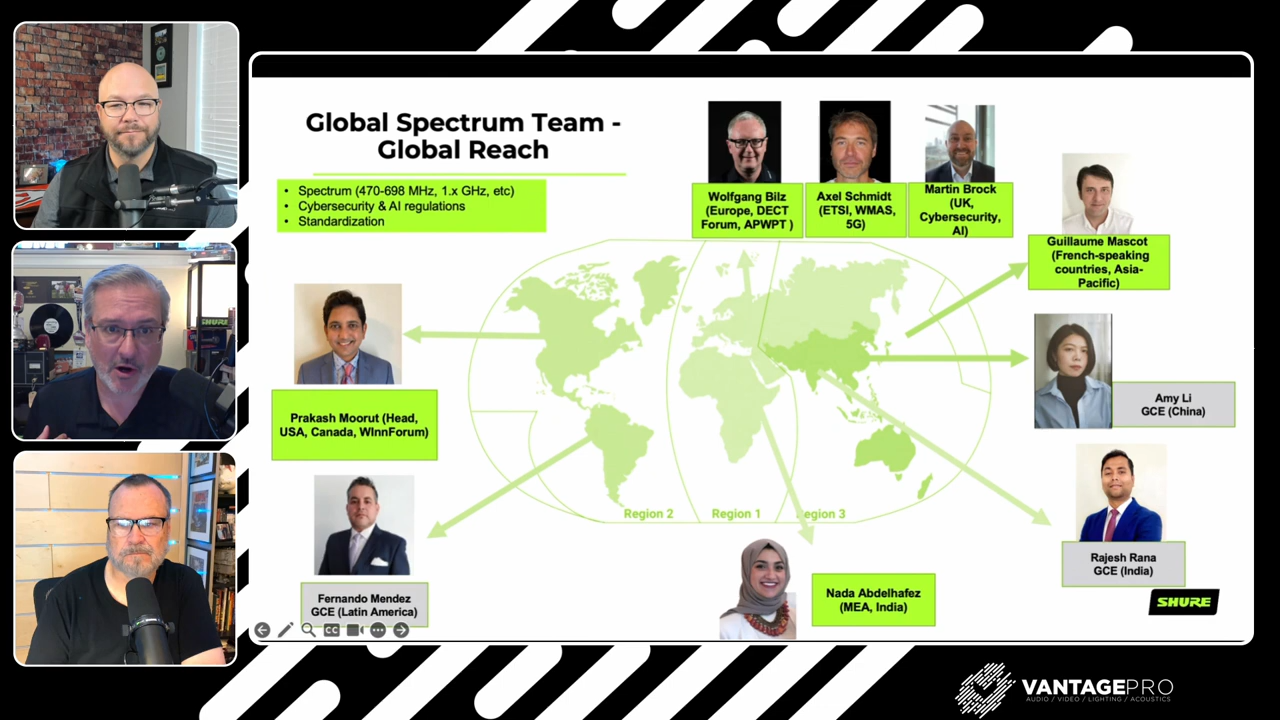 Global Spectrum Team -
Global Reach
• Spectrum (470-698 MHz, 1.x GHz, etc)
• Cybersecurity & AI regulations
• Standardization
Wolfgang Bilz
(Europe, DECT
Forum, APWPT )
Axel Schmidt
(ETSI, WMAS,
5G)
Martin Brock
(UK,
Cybersecurity,
AI)
Guillaume Mascot
(French-speaking
countries, Asia-
Pacific)
Prakash Moorut (Head,
USA, Canada, WInnForum)
Amy Li
GCE (China)
Fernando Mendez
GCE (Latin America)
Region 2
Region 1
egion 3
Nada Abdelhafez
(MEA, India)
Rajesh Rana
GCE (India)
SHURE
SHURE
CC
VANTAGEPRO
AUDIO / VIDEO / LIGHTING / ACOUSTICS